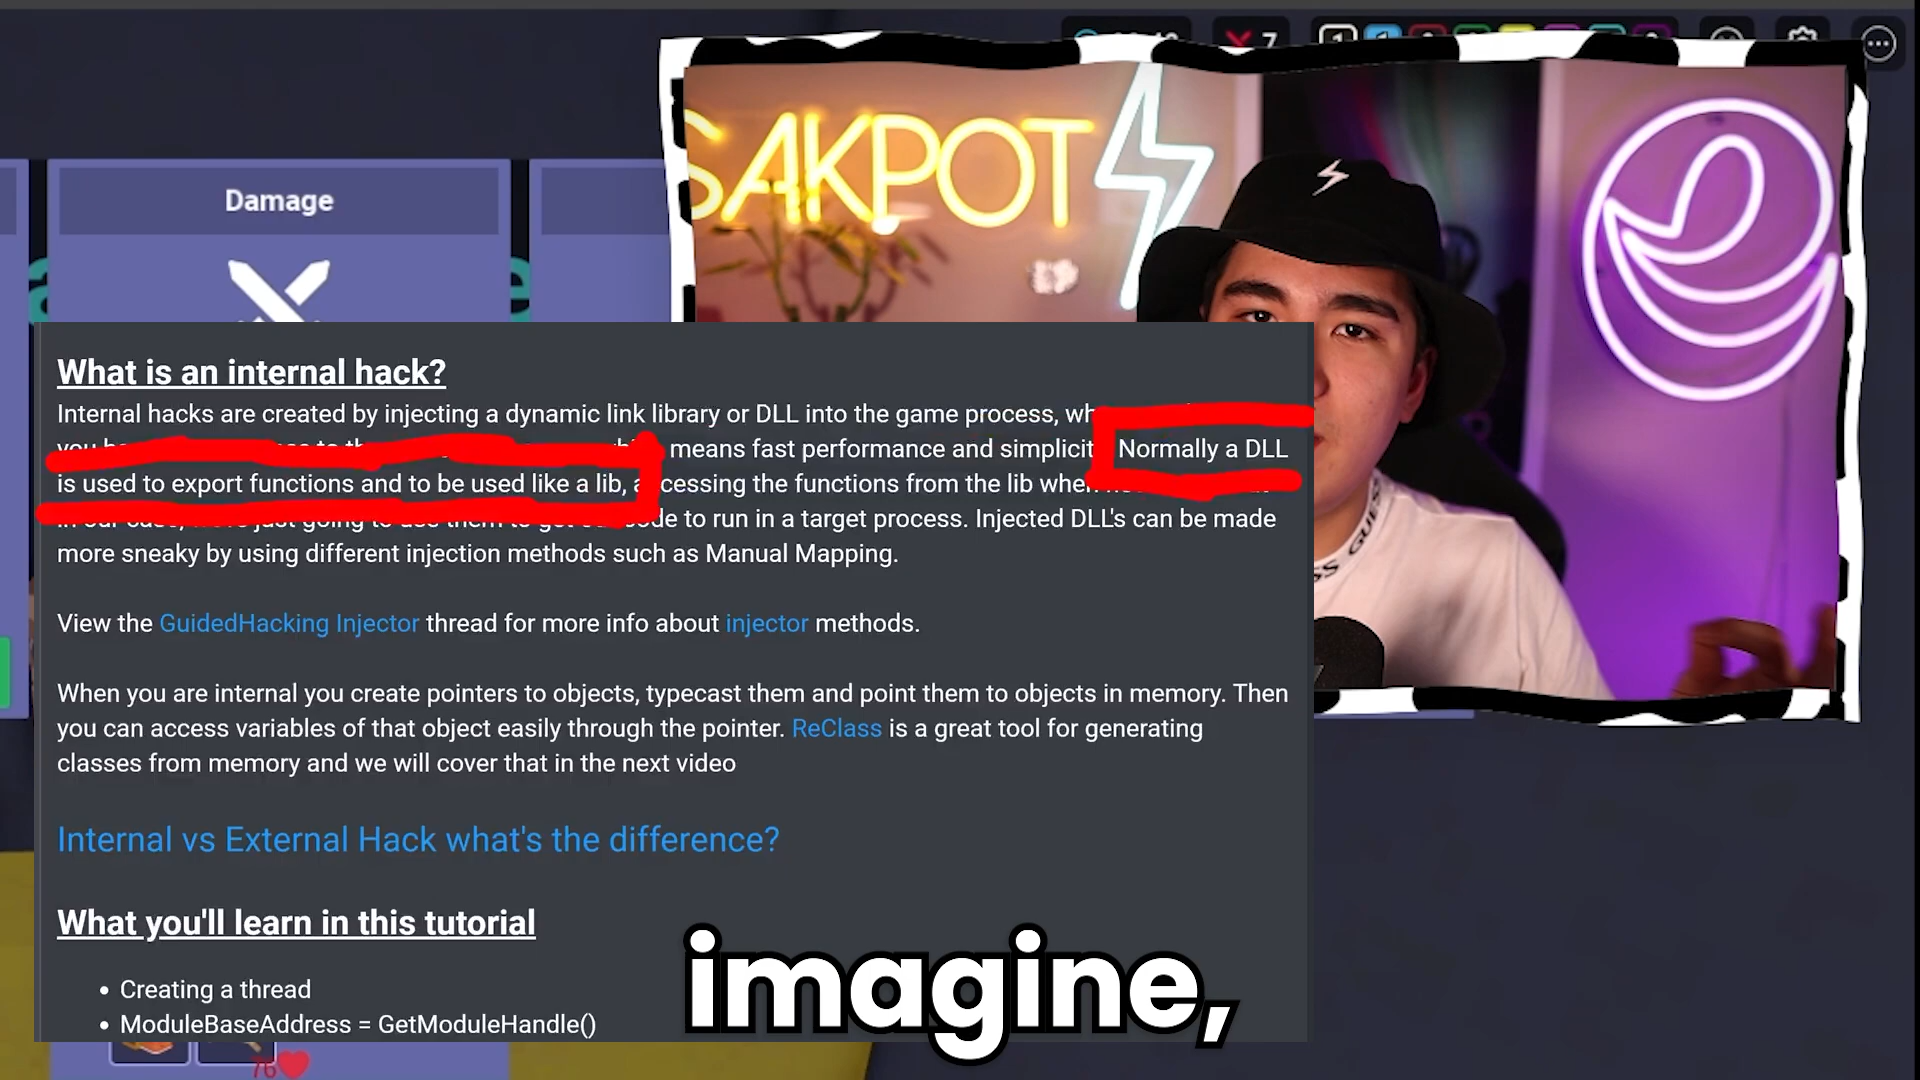 7
SAKPOT
Damage
What is an internal hack?
Internal hacks are created by injecting a dynamic link library or DLL into the game process,
means fast performance and Normally a DLL
is used to export functions and to be used like a lib, the functions from the lib
to run in a target process. Injected DLL's can be made
more sneaky by using different injection methods such as Manual Mapping.
View the GuidedHacking Injector thread for more info about injector methods.
When you are internal you create pointers to objects, typecast them and point them to objects in memory. Then
you can access variables of that object easily through the pointer. ReClass is a great tool for generating
classes from memory and we will cover that in the next video
Internal vs External Hack what's the difference?
What you'll learn in this tutorial
• Creating a thread
• ModuleBaseAddress = GetModuleHandle()
imagine,
76